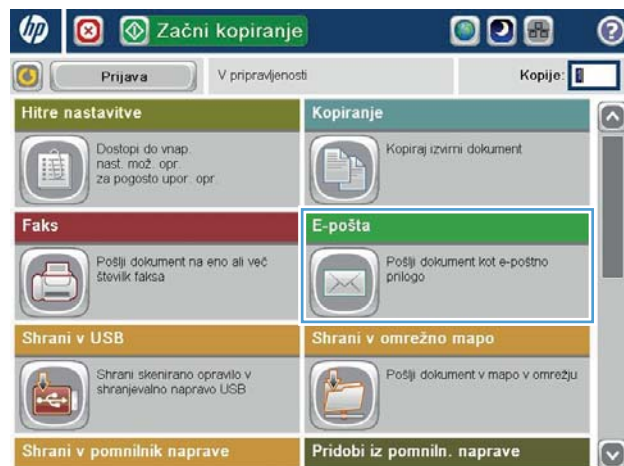 hp Začni kopiranje ?
Prijava V pripravljenosti Kopije: 1
Hitre nastavitve
Dostopi do vnap.
nast. mož. opr.
za pogosto upor. opr.
Kopiranje
Kopiraj izvirni dokument
Faks
Pošlji dokument na eno ali več
številk faksa
E-pošta
Pošlji dokument kot e-poštno
prilogo
Shrani v USB
Shrani skenirano opravilo v
shranjevalno napravo USB
Shrani v omrežno mapo
Pošlji dokument v mapo v omrežju
Shrani v pomnilnik naprave
Pridobi iz pomniln. naprave